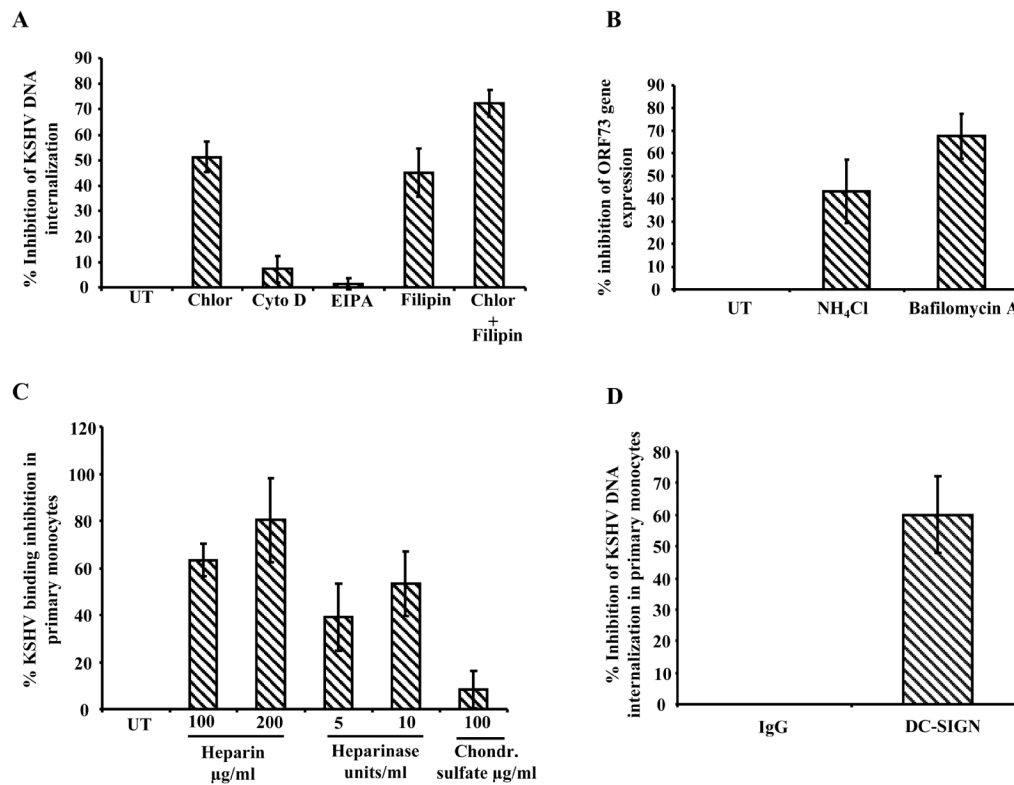 A
% Inhibition of KSHV DNA
internalization
90
80
70
60
50
40
30
20
10
0
UT
Chlor
Cyto D
EIPA
Filipin
Chlor
+
Filipin
B
% inhibition of ORF73 gene
expression
90
80
70
60
50
40
30
20
10
0
UT
NH₄Cl
Bafilomycin A
C
% KSHV binding inhibition in
primary monocytes
120
100
80
60
40
20
0
UT
100
200
5
10
100
Heparin
µg/ml
Heparinase
units/ml
Chondr.
sulfate µg/ml
D
% Inhibition of KSHV DNA
internalization in primary monocytes
80
70
60
50
40
30
20
10
0
IgG
DC-SIGN